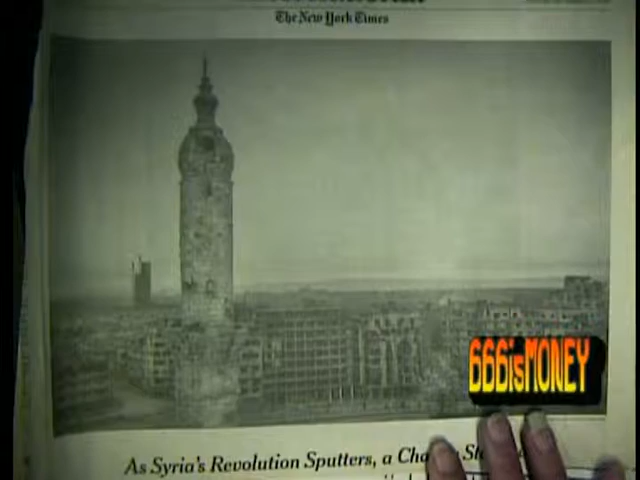 The New York Times
666isMONEY
As Syria's Revolution Sputters, a